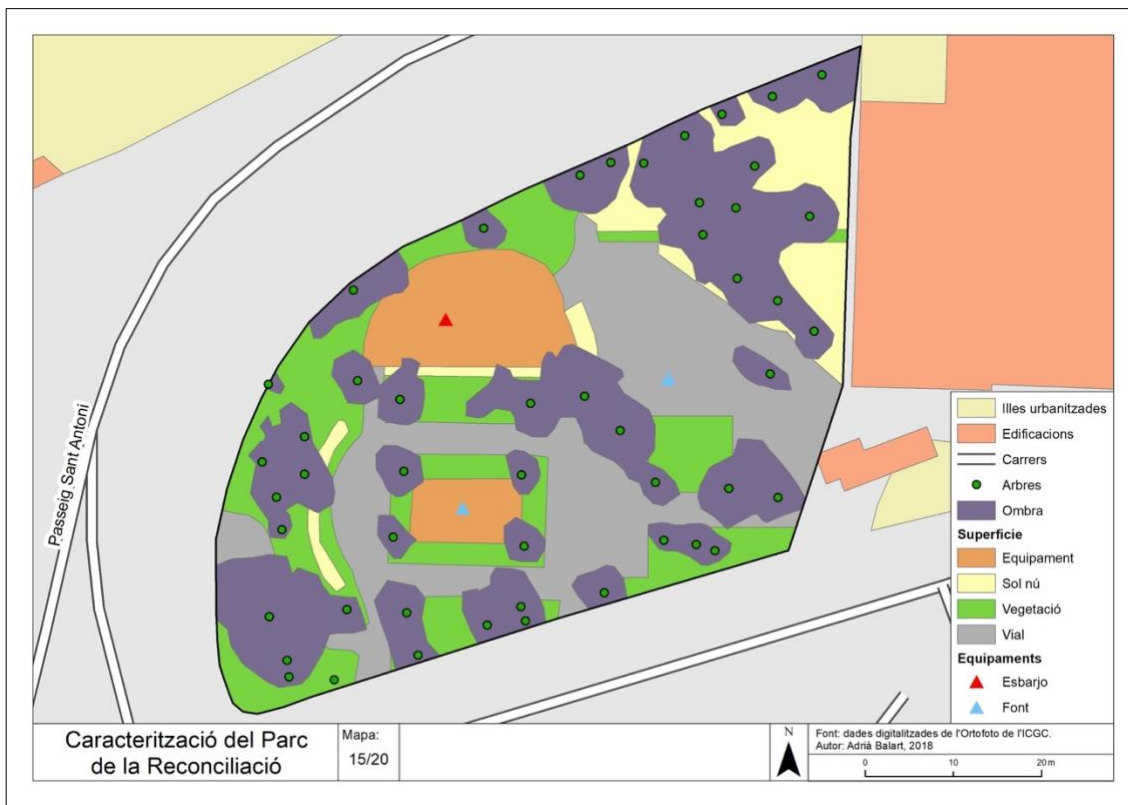 Passeig Sant Antoni
Illes urbanitzades
Edificacions
Carrers
Arbres
Ombra
Superfície
Equipament
Sol nú
Vegetació
Vial
Equipaments
Esbarjo
Font
Caracterització del Parc
de la Reconciliació
Mapa:
15/20
N
Font: dades digitalitzades de l'Ortofoto de l'ICGC.
Autor: Adrià Balart, 2018
0 10 20 m